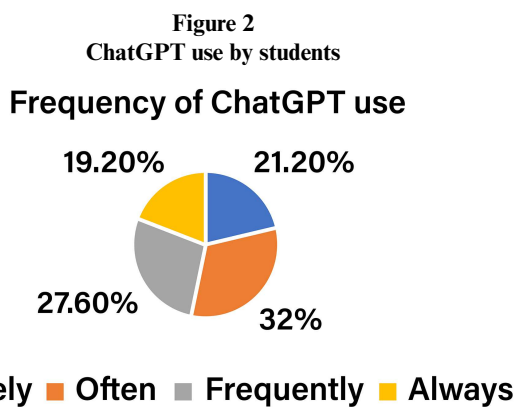 Figure 2
ChatGPT use by students
Frequency of ChatGPT use
19.20% 21.20%
27.60% 32%
ely Often Frequently Always